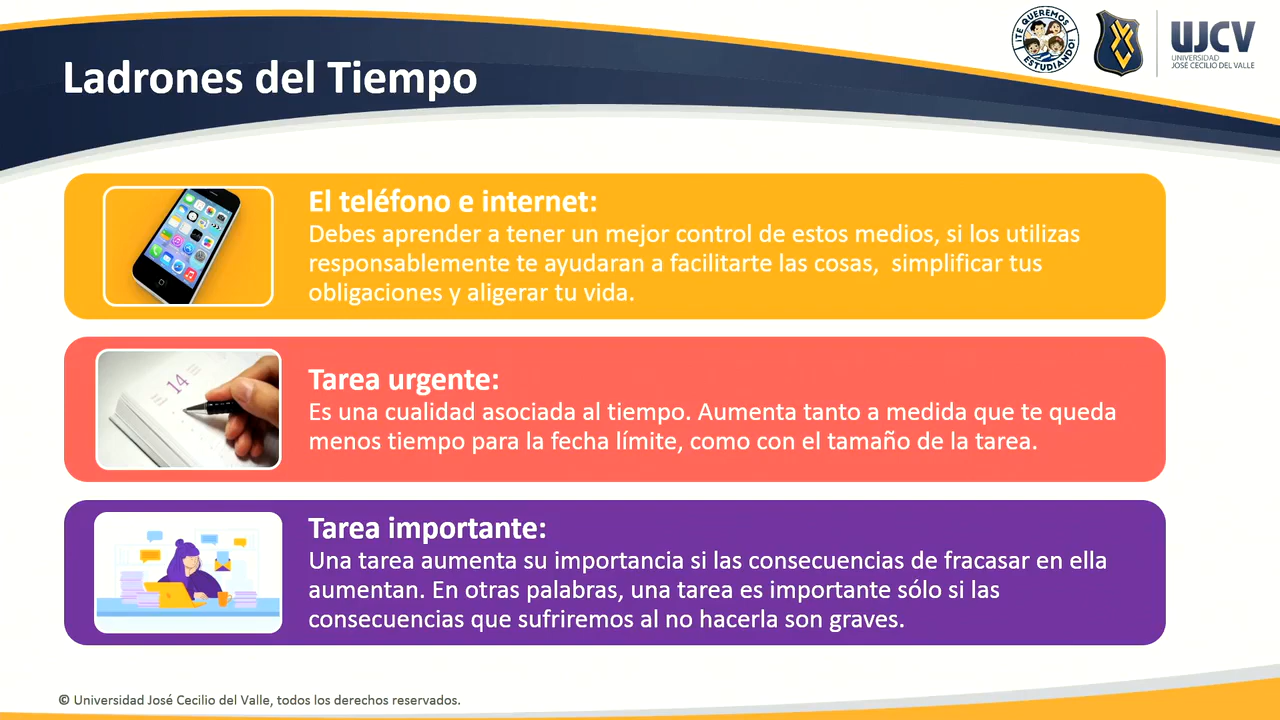 ¡TE QUEREMOS
ESTUDIANDO!
UJCV
UNIVERSIDAD
JOSÉ CECILIO DEL VALLE
Ladrones del Tiempo
El teléfono e internet:
Debes aprender a tener un mejor control de estos medios, si los utilizas
responsablemente te ayudaran a facilitarte las cosas,  simplificar tus
obligaciones y aligerar tu vida.
14
Tarea urgente:
Es una cualidad asociada al tiempo. Aumenta tanto a medida que te queda
menos tiempo para la fecha límite, como con el tamaño de la tarea.
Tarea importante:
Una tarea aumenta su importancia si las consecuencias de fracasar en ella
aumentan. En otras palabras, una tarea es importante sólo si las
consecuencias que sufriremos al no hacerla son graves.
© Universidad José Cecilio del Valle, todos los derechos reservados.